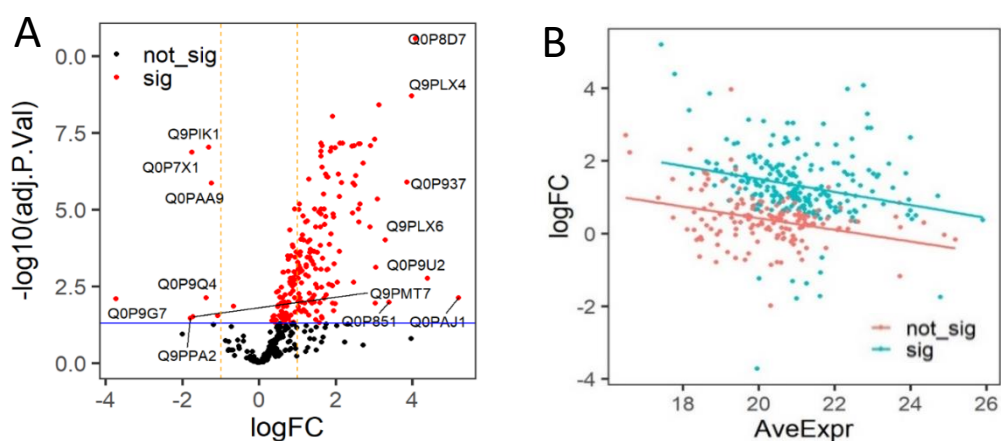 A
-log10(adj.P.Val)
0.0
7.5
5.0
2.5
0.0
not_sig
sig
Q0P8D7
Q9PLX4
Q9PIK1
Q0P7X1
Q0PAA9
Q0P937
Q9PLX6
Q0P9U2
Q0P9Q4
Q9PMT7
Q0P9G7
Q0P851
Q0PAJ1
Q9PPA2
-4
-2
0
2
4
logFC
B
logFC
4
2
0
-2
-4
not_sig
sig
18
20
22
24
26
AveExpr